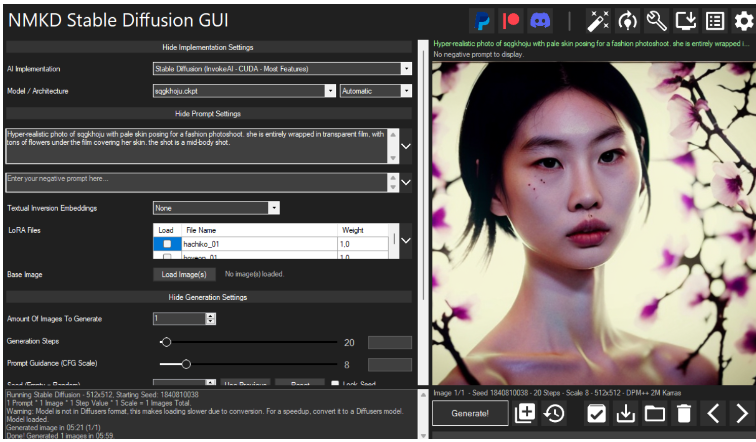 NMKD Stable Diffusion GUI
Hide Implementation Settings
AI Implementation
Stable Diffusion (InvokeAI - CUDA - Most Features)
Model / Architecture
sqgkhoju.ckpt
Automatic
Hide Prompt Settings
Hyper-realistic photo of sqgkhoju with pale skin posing for a fashion photoshoot. she is entirely wrapped in transparent film. with
tons of flowers under the film covering her skin. the shot is a mid-body shot.
Enter your negative prompt here...
Textual Inversion Embeddings
None
LoRA Files
Load File Name Weight
hachiko_01 1,0
hoyeon_01 1,0
Base Image
Load Image(s)
No image(s) loaded.
Hide Generation Settings
Amount Of Images To Generate
1
Generation Steps
20
Prompt Guidance (CFG Scale)
8
Seed (Empty = Random)
Use Previous
Reset
Lock Seed
Running Stable Diffusion - 512x512, Starting Seed: 1840810038
1 Prompt * 1 Image * 1 Step Value * 1 Scale = 1 Images Total.
Warning: Model is not in Diffusers format, this makes loading slower due to conversion. For a speedup, convert it to a Diffusers model.
Model loaded.
Generated image in 05:21 (1/1)
Done! Generated 1 images in 05:59
Hyper-realistic photo of sqgkhoju with pale skin posing for a fashion photoshoot. she is entirely wrapped i...
No negative prompt to display.
Image 1/1 - Seed 1840810038 - 20 Steps - Scale 8 - 512x512 - DPM++ 2M Karras
Generate!